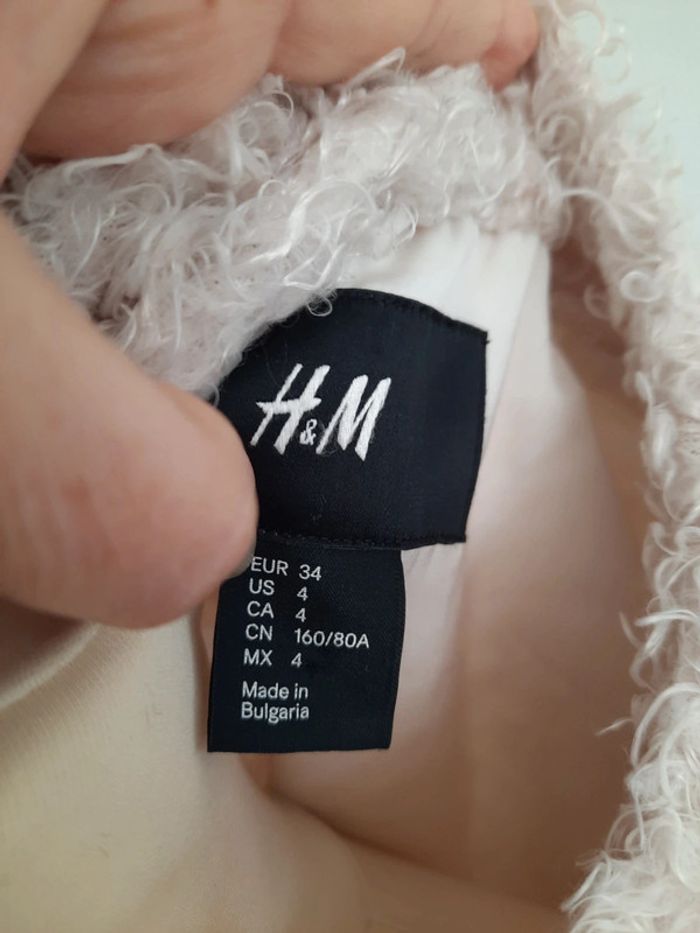 H&M
EUR 34
US 4
CA 4
CN 160/80A
MX 4
Made in
Bulgaria